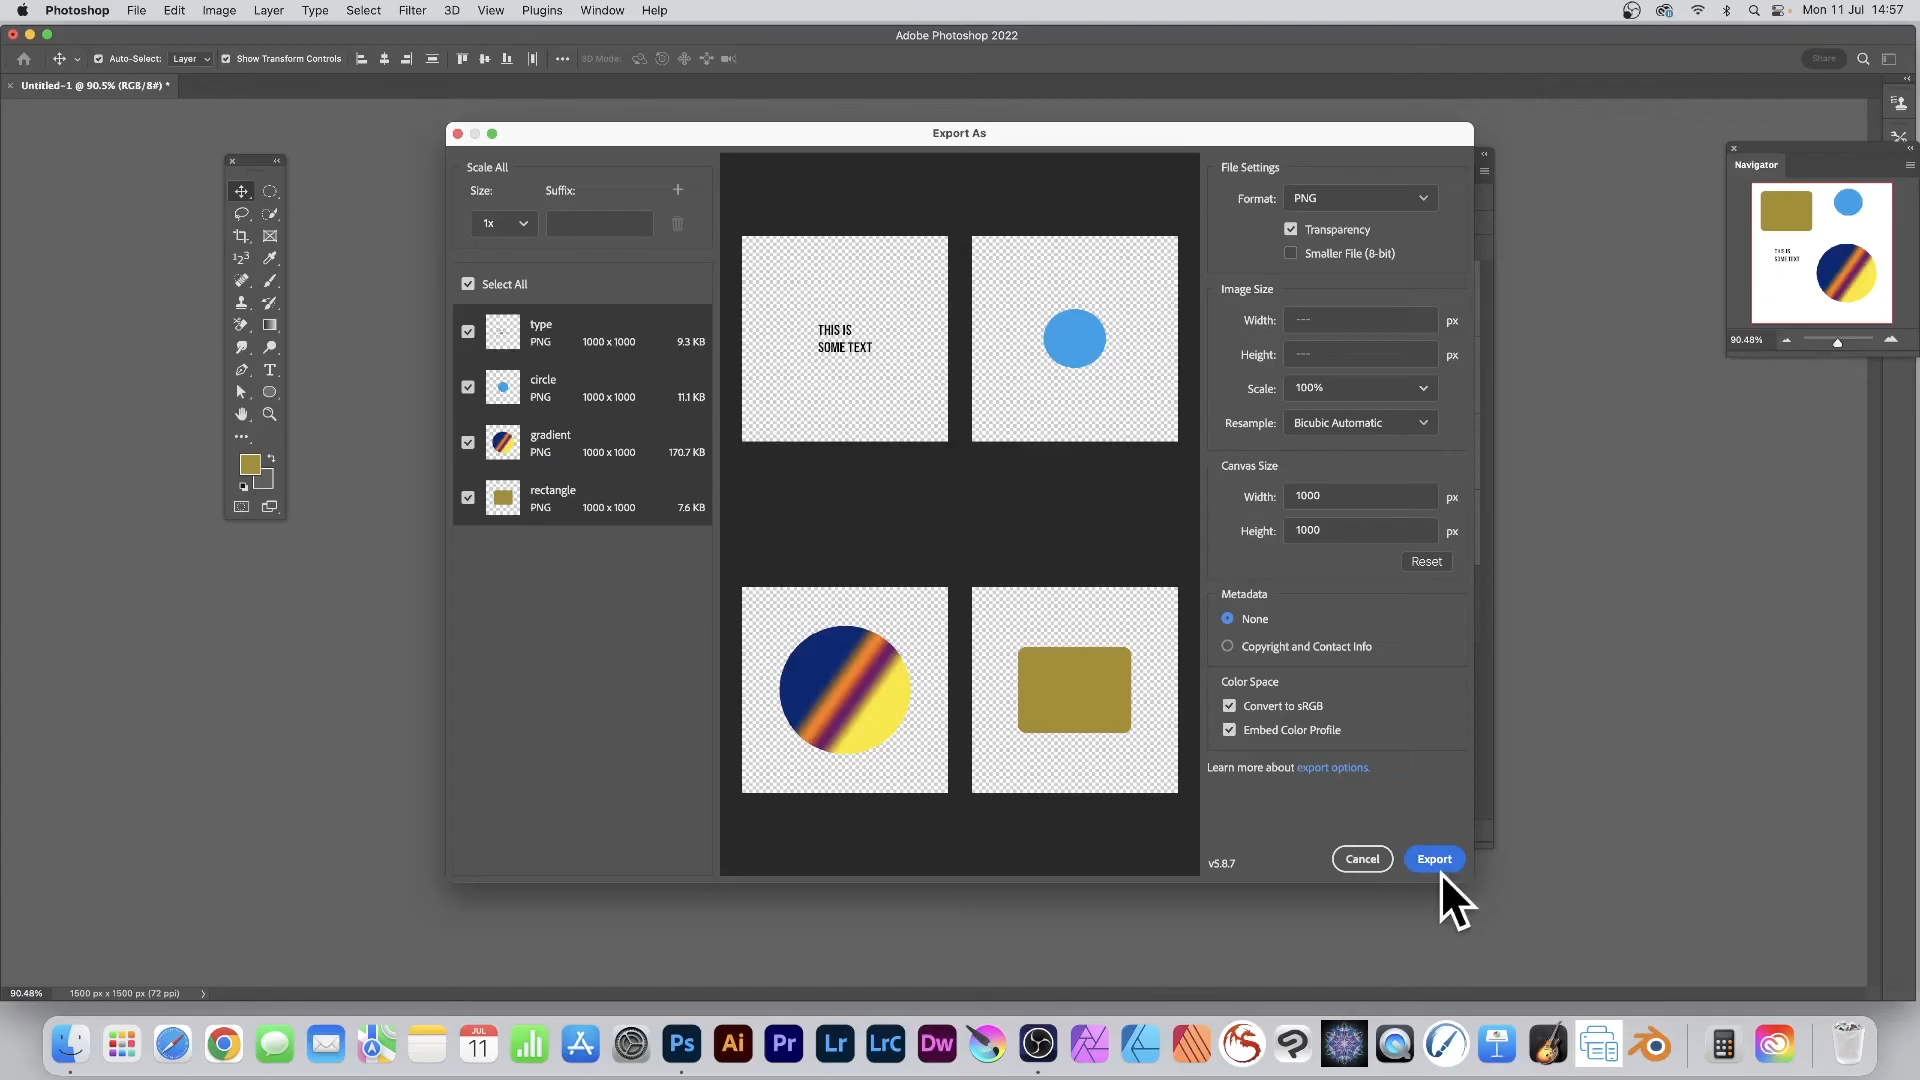 Photoshop File Edit Image Layer Type Select Filter 3D View Plugins Window Help Mon 11 Jul 14:57
Adobe Photoshop 2022
Auto-Select: Layer Show Transform Controls 3D Mode: Share
Untitled-1 @ 90.5% (RGB/8#) *
Export As
Scale All
Size: Suffix:
1x
Select All
type
PNG 1000 x 1000 9.3 KB
circle
PNG 1000 x 1000 11.1 KB
gradient
PNG 1000 x 1000 170.7 KB
rectangle
PNG 1000 x 1000 7.6 KB
THIS IS
SOME TEXT
File Settings
Format: PNG
Transparency
Smaller File (8-bit)
Image Size
Width: --- px
Height: --- px
Scale: 100%
Resample: Bicubic Automatic
Canvas Size
Width: 1000 px
Height: 1000 px
Reset
Metadata
None
Copyright and Contact Info
Color Space
Convert to sRGB
Embed Color Profile
Learn more about export options.
v5.8.7 Cancel Export
Navigator
THIS IS
SOME TEXT
90.48%
90.48% 1500 px x 1500 px (72 ppi)
JUL
11
Ps Ai Pr Lr LrC Dw